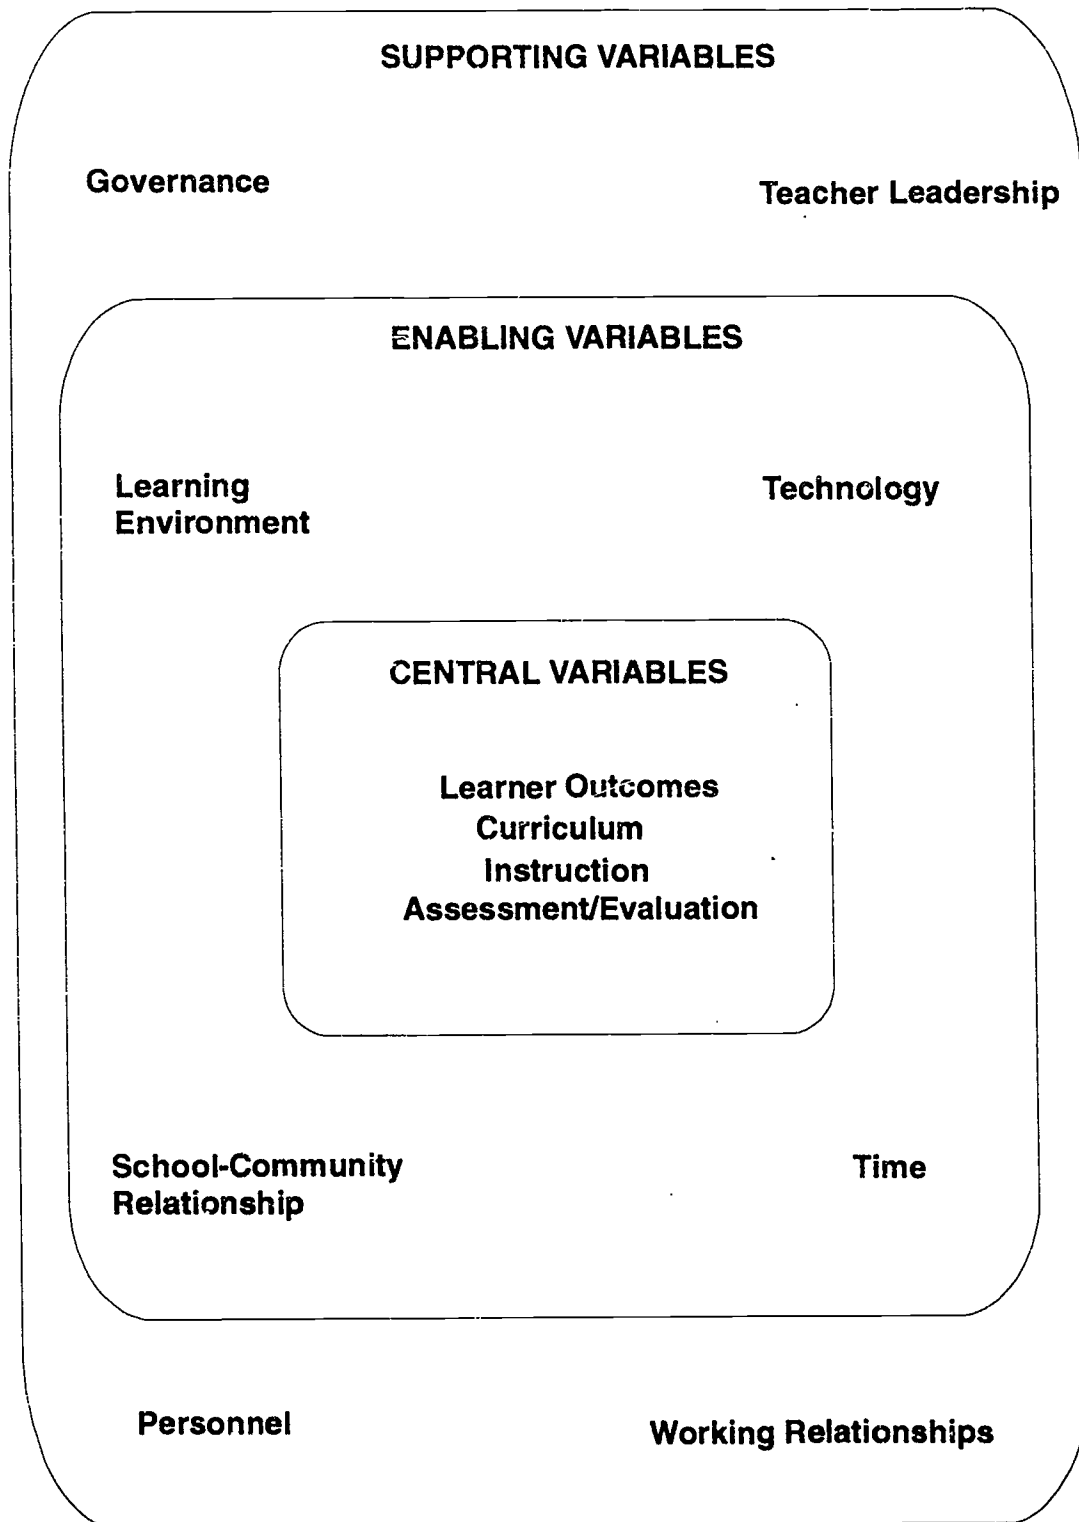 SUPPORTING VARIABLES
Governance
Teacher Leadership
ENABLING VARIABLES
Learning
Environment
Technology
CENTRAL VARIABLES
Learner Outcomes
Curriculum
Instruction
Assessment/Evaluation
School-Community
Relationship
Time
Personnel
Working Relationships